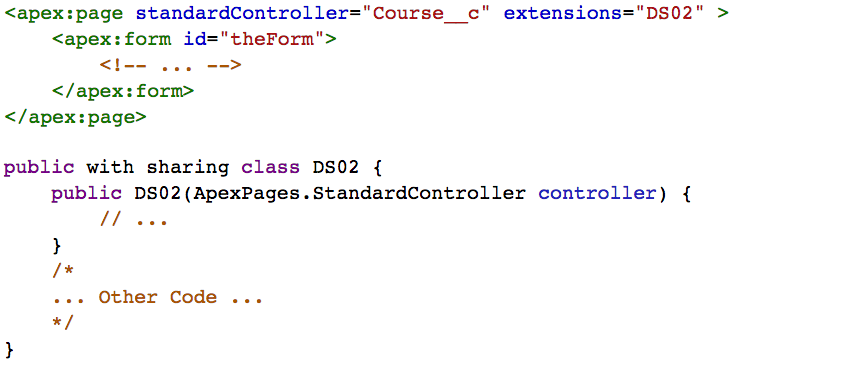 <apex:page standardController="Course__c" extensions="DS02" >
    <apex:form id="theForm">
        <!-- ... -->
    </apex:form>
</apex:page>

public with sharing class DS02 {
    public DS02(ApexPages.StandardController controller) {
        // ...
    }
    /*
    ... Other Code ...
    */
}